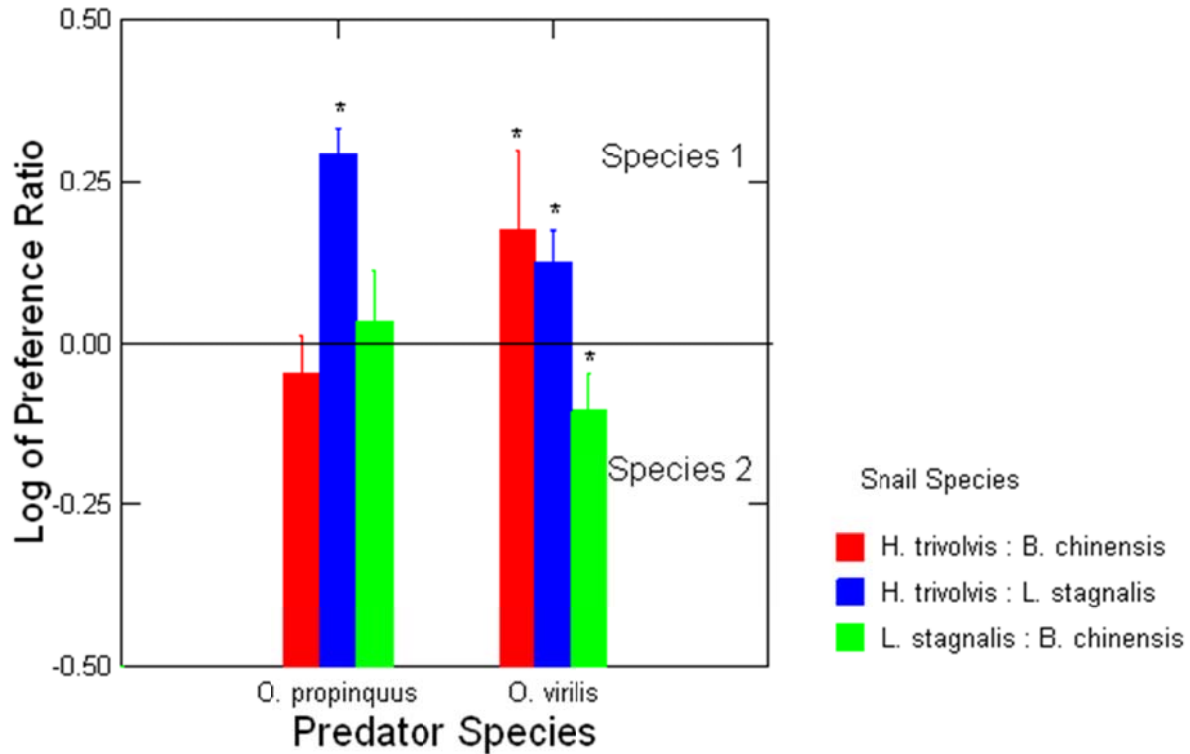 Log of Preference Ratio
0.50
0.25
0.00
-0.25
-0.50
*
*
*
*
Species 1
Species 2
O. propinquus
O. virilis
Predator Species
Snail Species
H. trivolvis : B. chinensis
H. trivolvis : L. stagnalis
L. stagnalis : B. chinensis